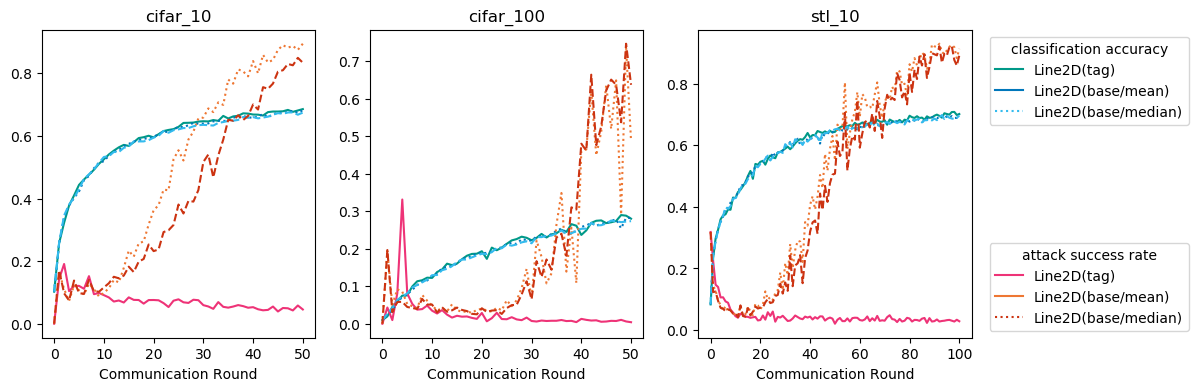 cifar_10
cifar_100
stl_10
0.8
0.6
0.4
0.2
0.0
0 10 20 30 40 50
Communication Round
0.7
0.6
0.5
0.4
0.3
0.2
0.1
0.0
0 10 20 30 40 50
Communication Round
0.8
0.6
0.4
0.2
0.0
0 20 40 60 80 100
Communication Round
classification accuracy
Line2D(tag)
Line2D(base/mean)
Line2D(base/median)
attack success rate
Line2D(tag)
Line2D(base/mean)
Line2D(base/median)